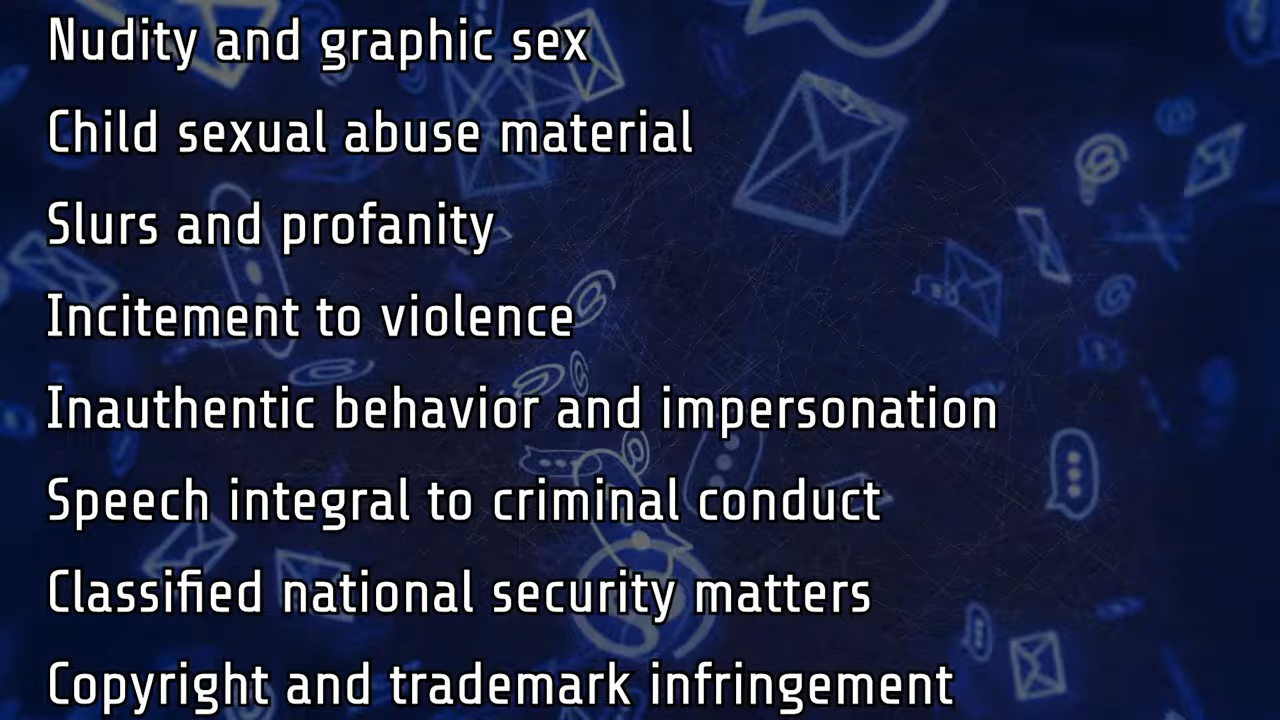 Nudity and graphic sex
Child sexual abuse material
Slurs and profanity
Incitement to violence
Inauthentic behavior and impersonation
Speech integral to criminal conduct
Classified national security matters
Copyright and trademark infringement